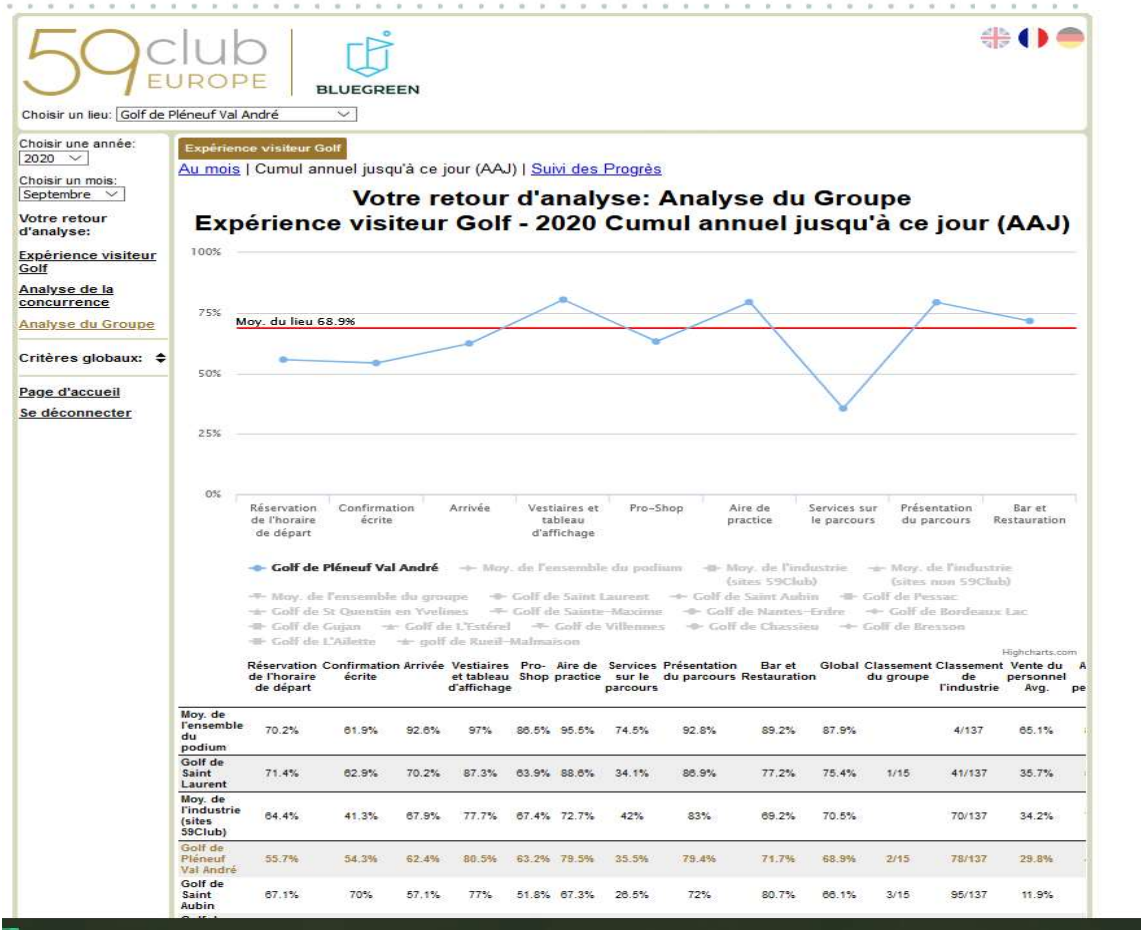 59club
EUROPE
BLUEGREEN
Choisir un lieu: Golf de Pléneuf Val André
Choisir une année:
2020
Choisir un mois:
Septembre
Votre retour
d'analyse:
Expérience visiteur
Golf
Analyse de la
concurrence
Analyse du Groupe
Critères globaux:
Page d'accueil
Se déconnecter
Expérience visiteur Golf
Au mois | Cumul annuel jusqu'à ce jour (AAJ) | Suivi des Progrès
Votre retour d'analyse: Analyse du Groupe
Expérience visiteur Golf - 2020 Cumul annuel jusqu'à ce jour (AAJ)
100%
75%
Moy. du lieu 68.9%
50%
25%
0%
Réservation de l'horaire de départ
Confirmation écrite
Arrivée
Vestiaires et tableau d'affichage
Pro-Shop
Aire de practice
Services sur le parcours
Présentation du parcours
Bar et Restauration
Golf de Pléneuf Val André Moy. de l'ensemble du podium Moy. de l'industrie (sites 59Club) Moy. de l'industrie (sites non 59Club)
Moy. de l'ensemble du groupe Golf de Saint Laurent Golf de Saint Aubin Golf de Pessac
Golf de St Quentin en Yvelines Golf de Sainte-Maxime Golf de Nantes-Erdre Golf de Bordeaux Lac
Golf de Gujan Golf de L'Estérel Golf de Villennes Golf de Chassieu Golf de Bresson
Golf de L'Ailette golf de Rueil-Malmaison
Highcharts.com
Réservation de l'horaire de départ Confirmation écrite Arrivée Vestiaires et tableau d'affichage Pro-Shop Aire de practice Services sur le parcours Présentation du parcours Bar et Restauration Global Classement du groupe Classement de l'industrie Vente du personnel Avg.
Moy. de l'ensemble du podium 70.2% 61.9% 92.6% 97% 86.5% 95.5% 74.5% 92.8% 89.2% 87.9% 4/137 65.1%
Golf de Saint Laurent 71.4% 62.9% 70.2% 87.3% 63.9% 88.6% 34.1% 86.9% 77.2% 75.4% 1/15 41/137 35.7%
Moy. de l'industrie (sites 59Club) 64.4% 41.3% 67.9% 77.7% 67.4% 72.7% 42% 83% 69.2% 70.5% 70/137 34.2%
Golf de Pléneuf Val André 55.7% 54.3% 62.4% 80.5% 63.2% 79.5% 35.5% 79.4% 71.7% 68.9% 2/15 78/137 29.8%
Golf de Saint Aubin 67.1% 70% 57.1% 77% 51.8% 67.3% 26.5% 72% 80.7% 66.1% 3/15 95/137 11.9%